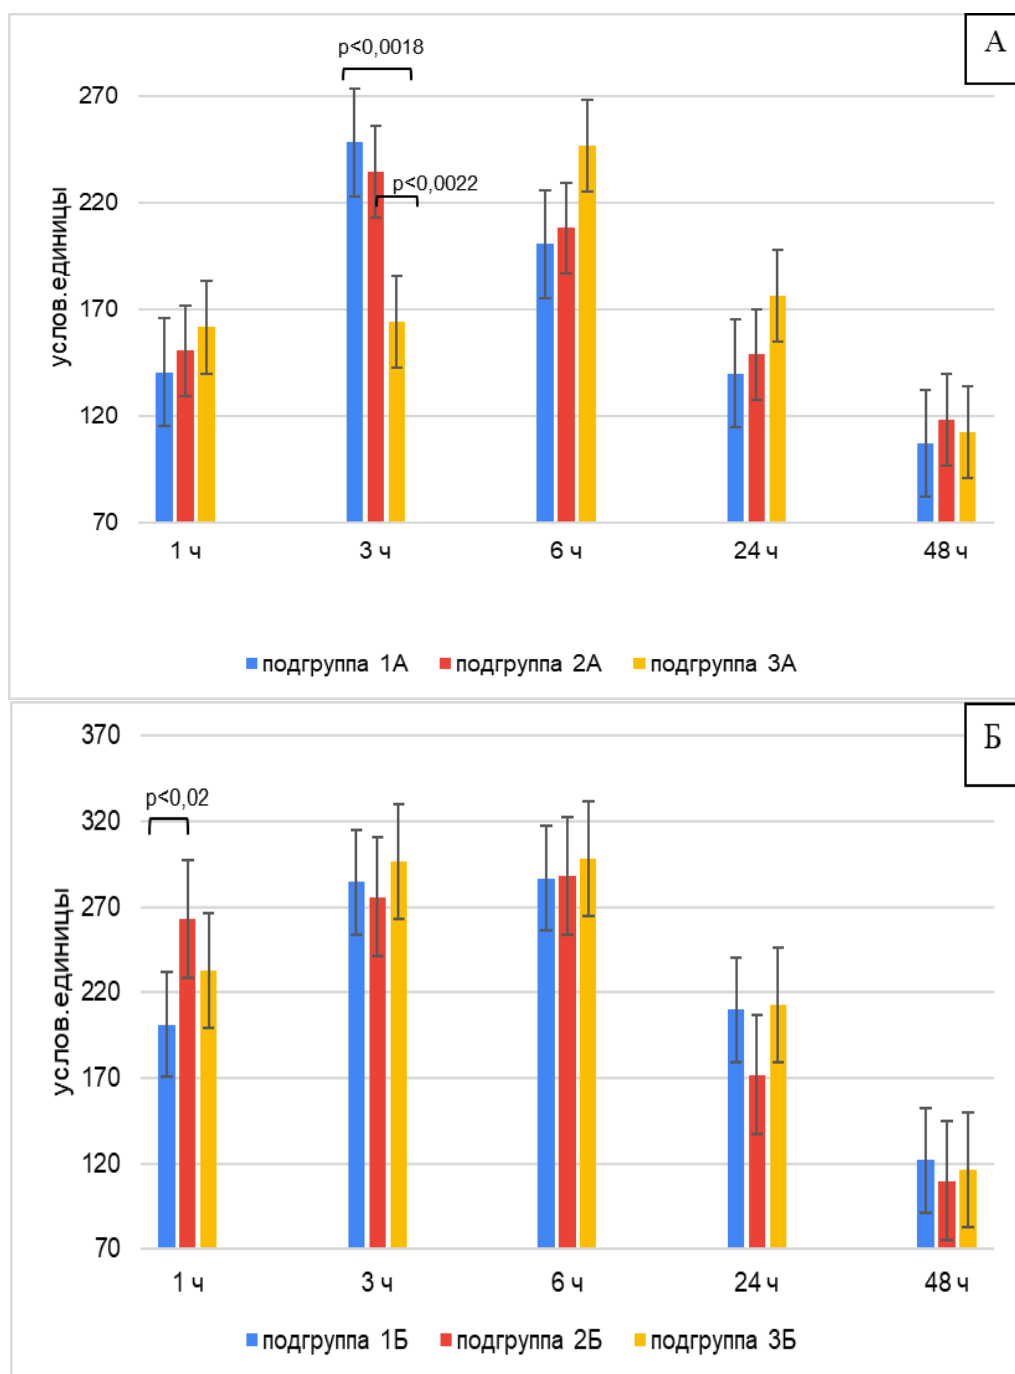 А
p<0,0018
270
p<0,0022
220
170
120
70
услов.единицы
1 ч 3 ч 6 ч 24 ч 48 ч
подгруппа 1А подгруппа 2А подгруппа 3А
Б
370
p<0,02
320
270
220
170
120
70
услов.единицы
1 ч 3 ч 6 ч 24 ч 48 ч
подгруппа 1Б подгруппа 2Б подгруппа 3Б